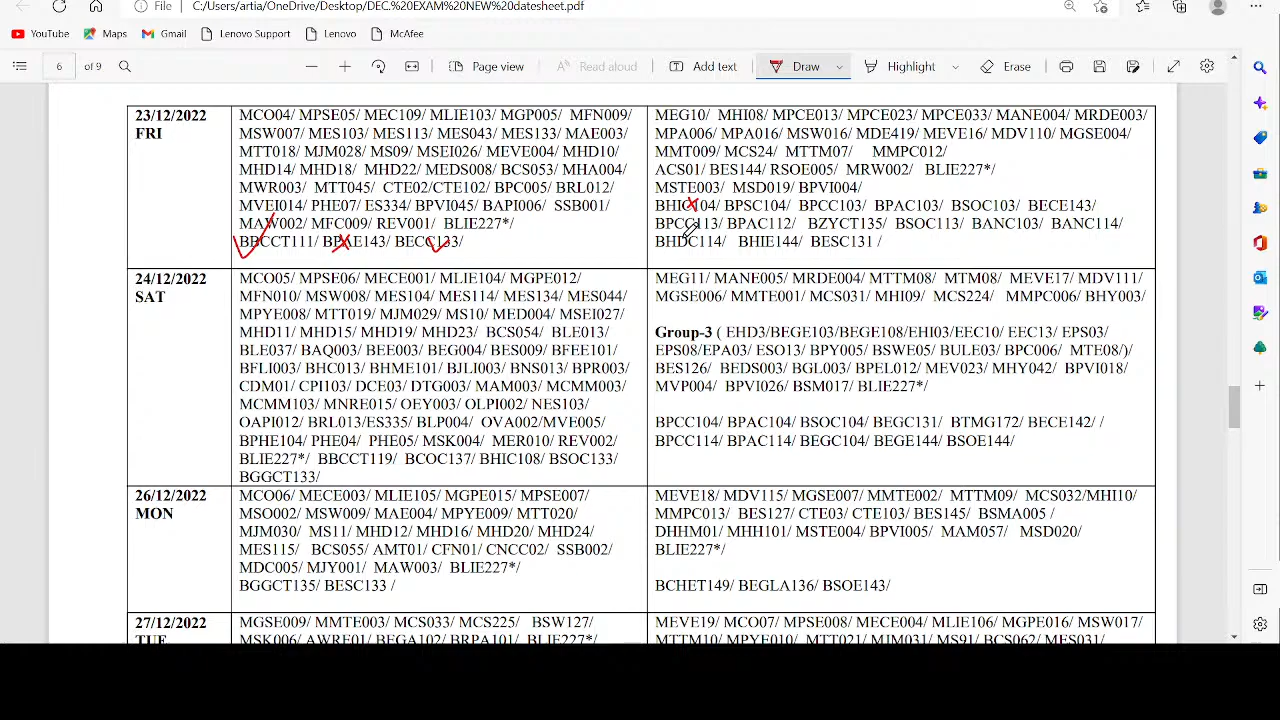 File
C:/Users/artia/OneDrive/Desktop/DEC.%20EXAM%20NEW%20datesheet.pdf
YouTube Maps Gmail Lenovo Support Lenovo McAfee
6 of 9 Page view Read aloud Add text Draw Highlight Erase
23/12/2022
FRI
MCO04/ MPSE05/ MEC109/ MLIE103/ MGP005/ MFN009/
MSW007/ MES103/ MES113/ MES043/ MES133/ MAE003/
MTT018/ MJM028/ MS09/ MSEI026/ MEVE004/ MHD10/
MHD14/ MHD18/ MHD22/ MEDS008/ BCS053/ MHA004/
MWR003/ MTT045/ CTE02/CTE102/ BPC005/ BRL012/
MVEI014/ PHE07/ ES334/ BPVI045/ BAPI006/ SSB001/
MAW002/ MFC009/ REV001/ BLIE227*/
BBCCT111/ BPAE143/ BECC133/
MEG10/ MHI08/ MPCE013/ MPCE023/ MPCE033/ MANE004/ MRDE003/
MPA006/ MPA016/ MSW016/ MDE419/ MEVE16/ MDV110/ MGSE004/
MMT009/ MCS24/ MTTM07/ MMPC012/
ACS01/ BES144/ RSOE005/ MRW002/ BLIE227*/
MSTE003/ MSD019/ BPVI004/
BHIC104/ BPSC104/ BPCC103/ BPAC103/ BSOC103/ BECE143/
BPCC113/ BPAC112/ BZYCT135/ BSOC113/ BANC103/ BANC114/
BHDC114/ BHIE144/ BESC131 /
24/12/2022
SAT
MCO05/ MPSE06/ MECE001/ MLIE104/ MGPE012/
MFN010/ MSW008/ MES104/ MES114/ MES134/ MES044/
MPYE008/ MTT019/ MJM029/ MS10/ MED004/ MSEI027/
MHD11/ MHD15/ MHD19/ MHD23/ BCS054/ BLE013/
BLE037/ BAQ003/ BEE003/ BEG004/ BES009/ BFEE101/
BFLI003/ BHC013/ BHME101/ BJLI003/ BNS013/ BPR003/
CDM01/ CPI103/ DCE03/ DTG003/ MAM003/ MCMM003/
MCMM103/ MNRE015/ OEY003/ OLPI002/ NES103/
OAPI012/ BRL013/ES335/ BLP004/ OVA002/MVE005/
BPHE104/ PHE04/ PHE05/ MSK004/ MER010/ REV002/
BLIE227*/ BBCCT119/ BCOC137/ BHIC108/ BSOC133/
BGGCT133/
MEG11/ MANE005/ MRDE004/ MTTM08/ MTM08/ MEVE17/ MDV111/
MGSE006/ MMTE001/ MCS031/ MHI09/ MCS224/ MMPC006/ BHY003/
Group-3 ( EHD3/BEGE103/BEGE108/EHI03/EEC10/ EEC13/ EPS03/
EPS08/EPA03/ ESO13/ BPY005/ BSWE05/ BULE03/ BPC006/ MTE08/)/
BES126/ BEDS003/ BGL003/ BPEL012/ MEV023/ MHY042/ BPVI018/
MVP004/ BPVI026/ BSM017/ BLIE227*/
BPCC104/ BPAC104/ BSOC104/ BEGC131/ BTMG172/ BECE142/ /
BPCC114/ BPAC114/ BEGC104/ BEGE144/ BSOE144/
26/12/2022
MON
MCO06/ MECE003/ MLIE105/ MGPE015/ MPSE007/
MSO002/ MSW009/ MAE004/ MPYE009/ MTT020/
MJM030/ MS11/ MHD12/ MHD16/ MHD20/ MHD24/
MES115/ BCS055/ AMT01/ CFN01/ CNCC02/ SSB002/
MDC005/ MJY001/ MAW003/ BLIE227*/
BGGCT135/ BESC133 /
MEVE18/ MDV115/ MGSE007/ MMTE002/ MTTM09/ MCS032/MHI10/
MMPC013/ BES127/ CTE03/ CTE103/ BES145/ BSMA005 /
DHHM01/ MHH101/ MSTE004/ BPVI005/ MAM057/ MSD020/
BLIE227*/
BCHET149/ BEGLA136/ BSOE143/
27/12/2022
TUE
MGSE009/ MMTE003/ MCS033/ MCS225/ BSW127/
MSK006/ AWRE01/ BEGA102/ BRPA101/ BLIE227*/
MEVE19/ MCO07/ MPSE008/ MECE004/ MLIE106/ MGPE016/ MSW017/
MTTM10/ MPYE010/ MTT021/ MJM031/ MS91/ BCS062/ MES031/